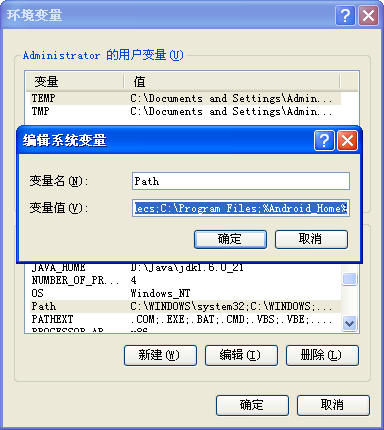 环境变量
Administrator 的用户变量(U)
变量 值
TEMP C:\Documents and Settings\Admin...
TMP C:\Documents and Settings\Admin...
编辑系统变量
变量名(N): Path
变量值(V): lecs;C:\Program Files;%Android_Home%
确定 取消
JAVA_HOME D:\Java\jdk1.6.0_21
NUMBER_OF_PR... 4
OS Windows_NT
Path C:\WINDOWS\system32;C:\WINDOWS;...
PATHEXT .COM;.EXE;.BAT;.CMD;.VBS;.VBE;....
PROCESSOR_AR... x86
新建(W) 编辑(I) 删除(L)
确定 取消